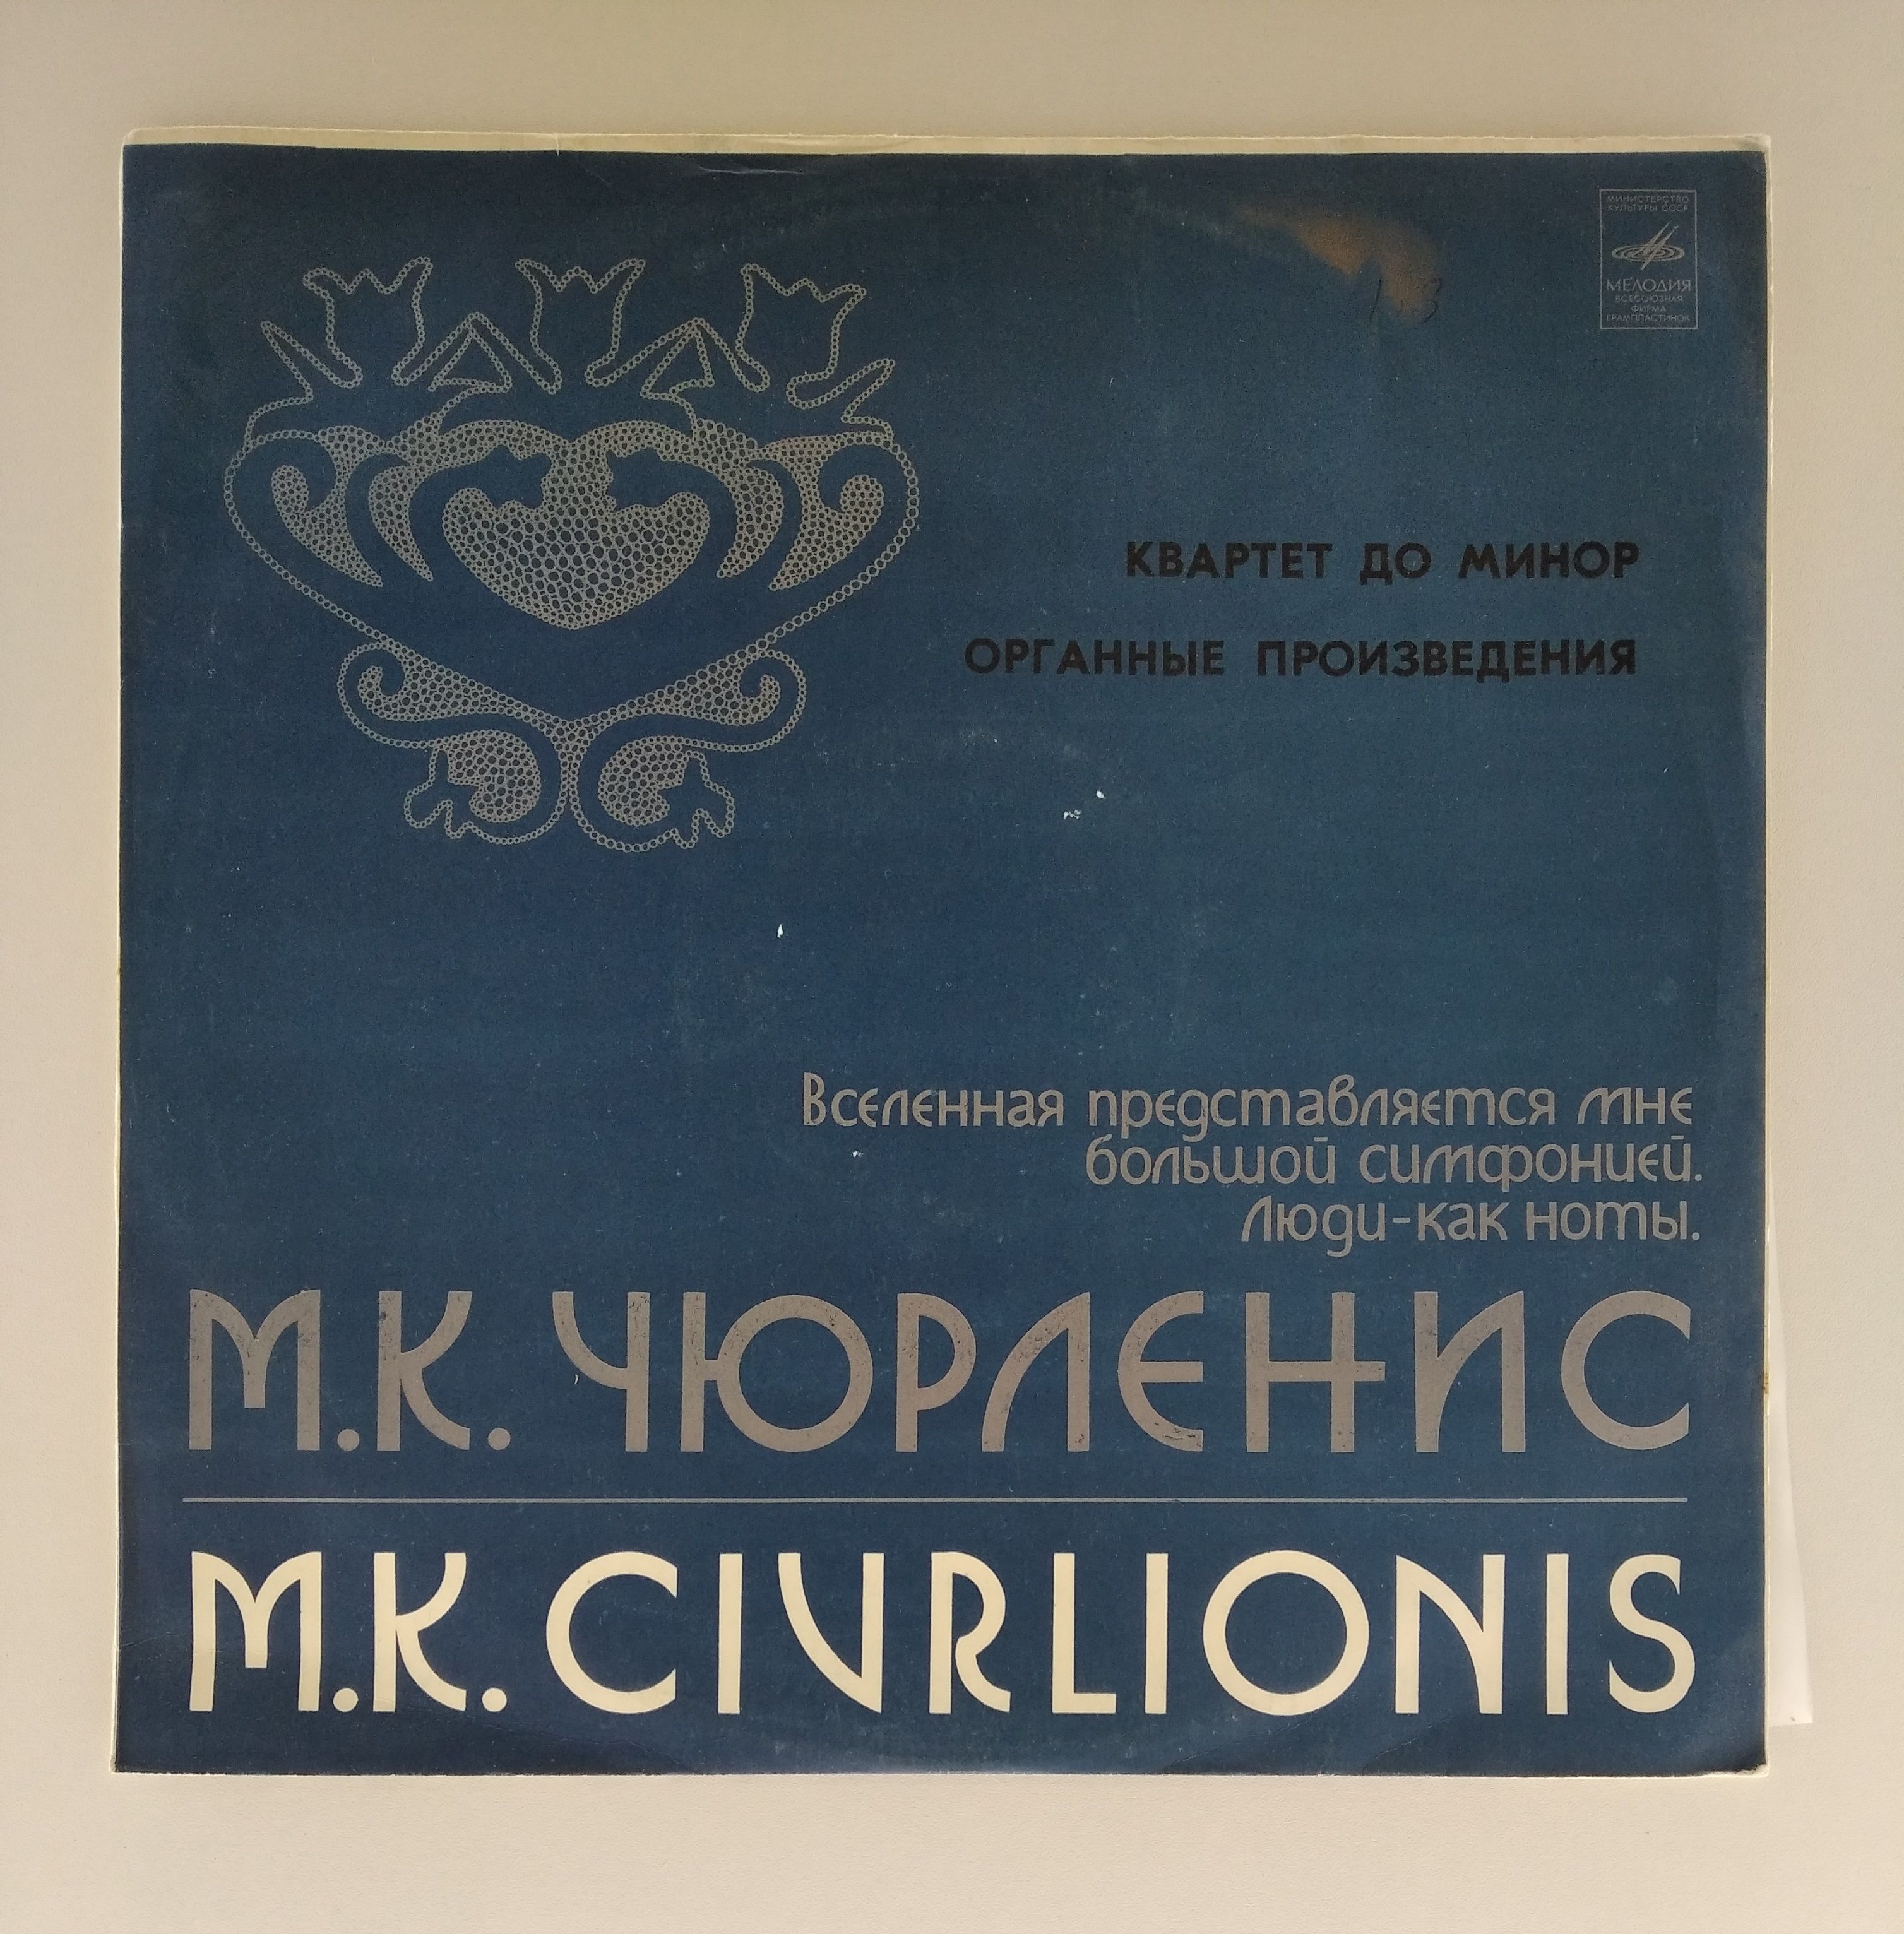 МИНИСТЕРСТВО
КУЛЬТУРЫ СССР
МЕЛОДИЯ
ВСЕСОЮЗНАЯ
ФИРМА
ГРАМПЛАСТИНОК
КВАРТЕТ ДО МИНОР
ОРГАННЫЕ ПРОИЗВЕДЕНИЯ
Вселенная представляется мне
большой симфонией.
Люди-как ноты.
М.К. ЧЮРЛЕНИС
M.K. CIURLIONIS